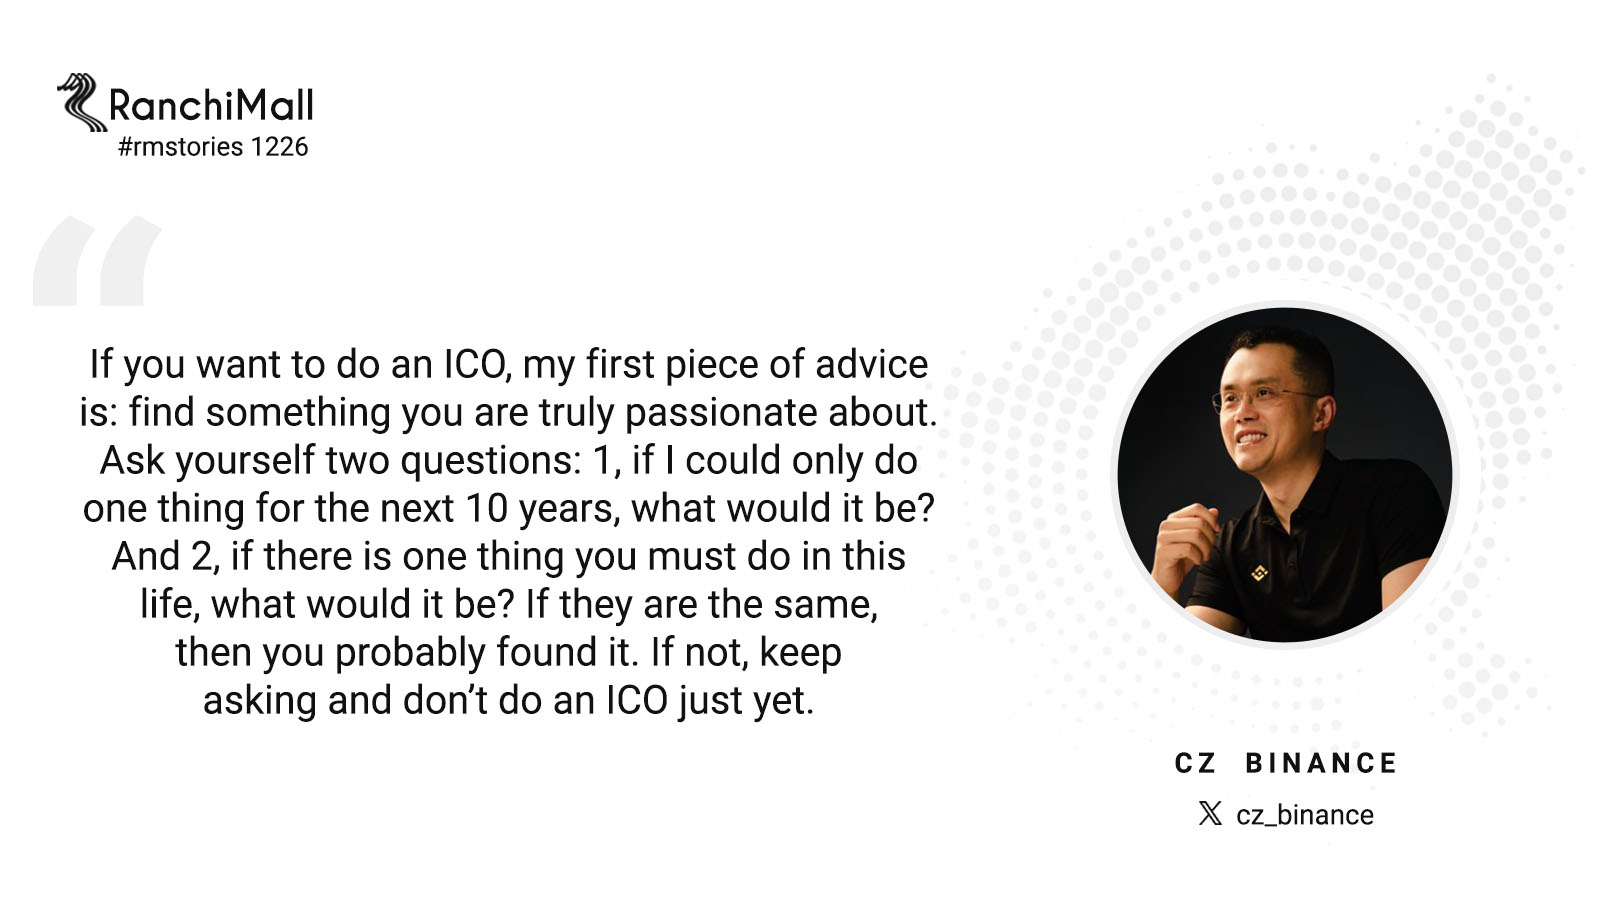 RanchiMall
#rmstories 1226
“
If you want to do an ICO, my first piece of advice
is: find something you are truly passionate about.
Ask yourself two questions: 1, if I could only do
one thing for the next 10 years, what would it be?
And 2, if there is one thing you must do in this
life, what would it be? If they are the same,
then you probably found it. If not, keep
asking and don’t do an ICO just yet.
CZ BINANCE
𝕏 cz_binance